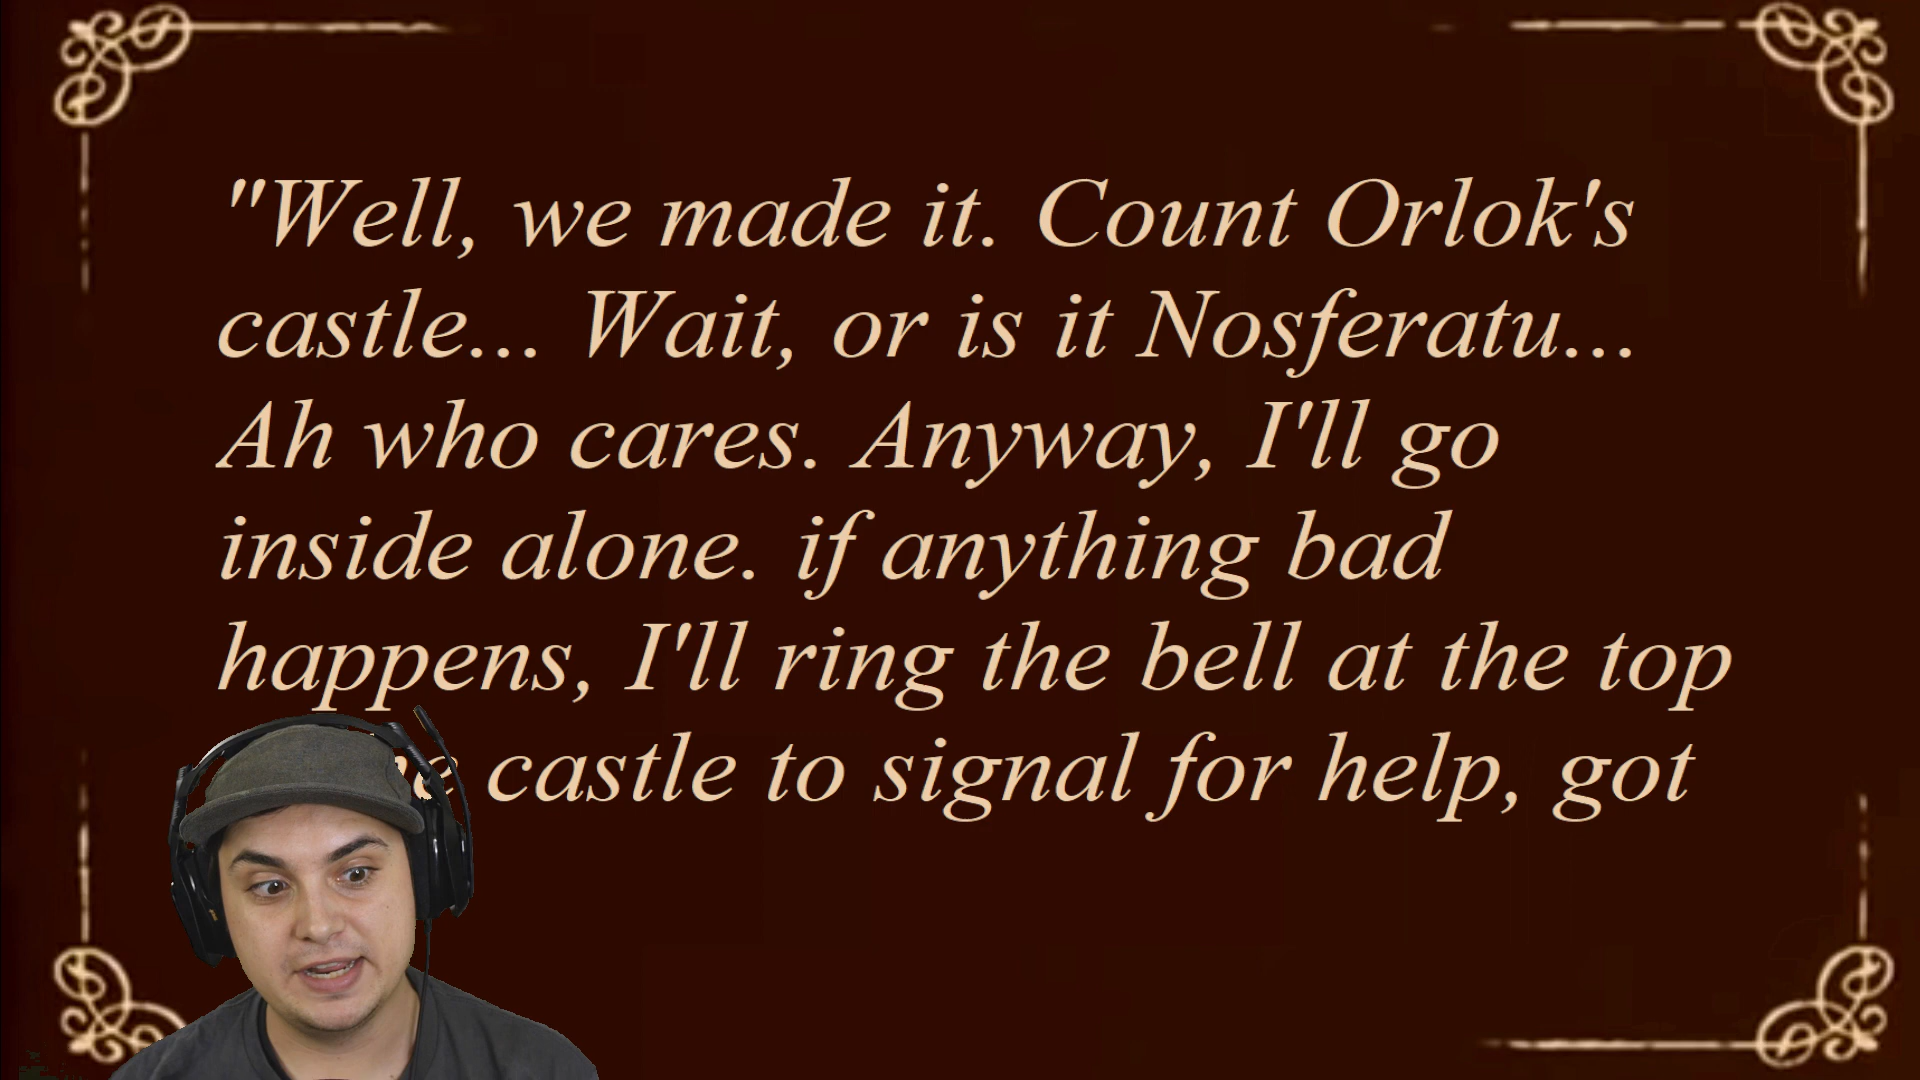 "Well, we made it. Count Orlok's
castle... Wait, or is it Nosferatu...
Ah who cares. Anyway, I'll go
inside alone. if anything bad
happens, I'll ring the bell at the top
castle to signal for help, got